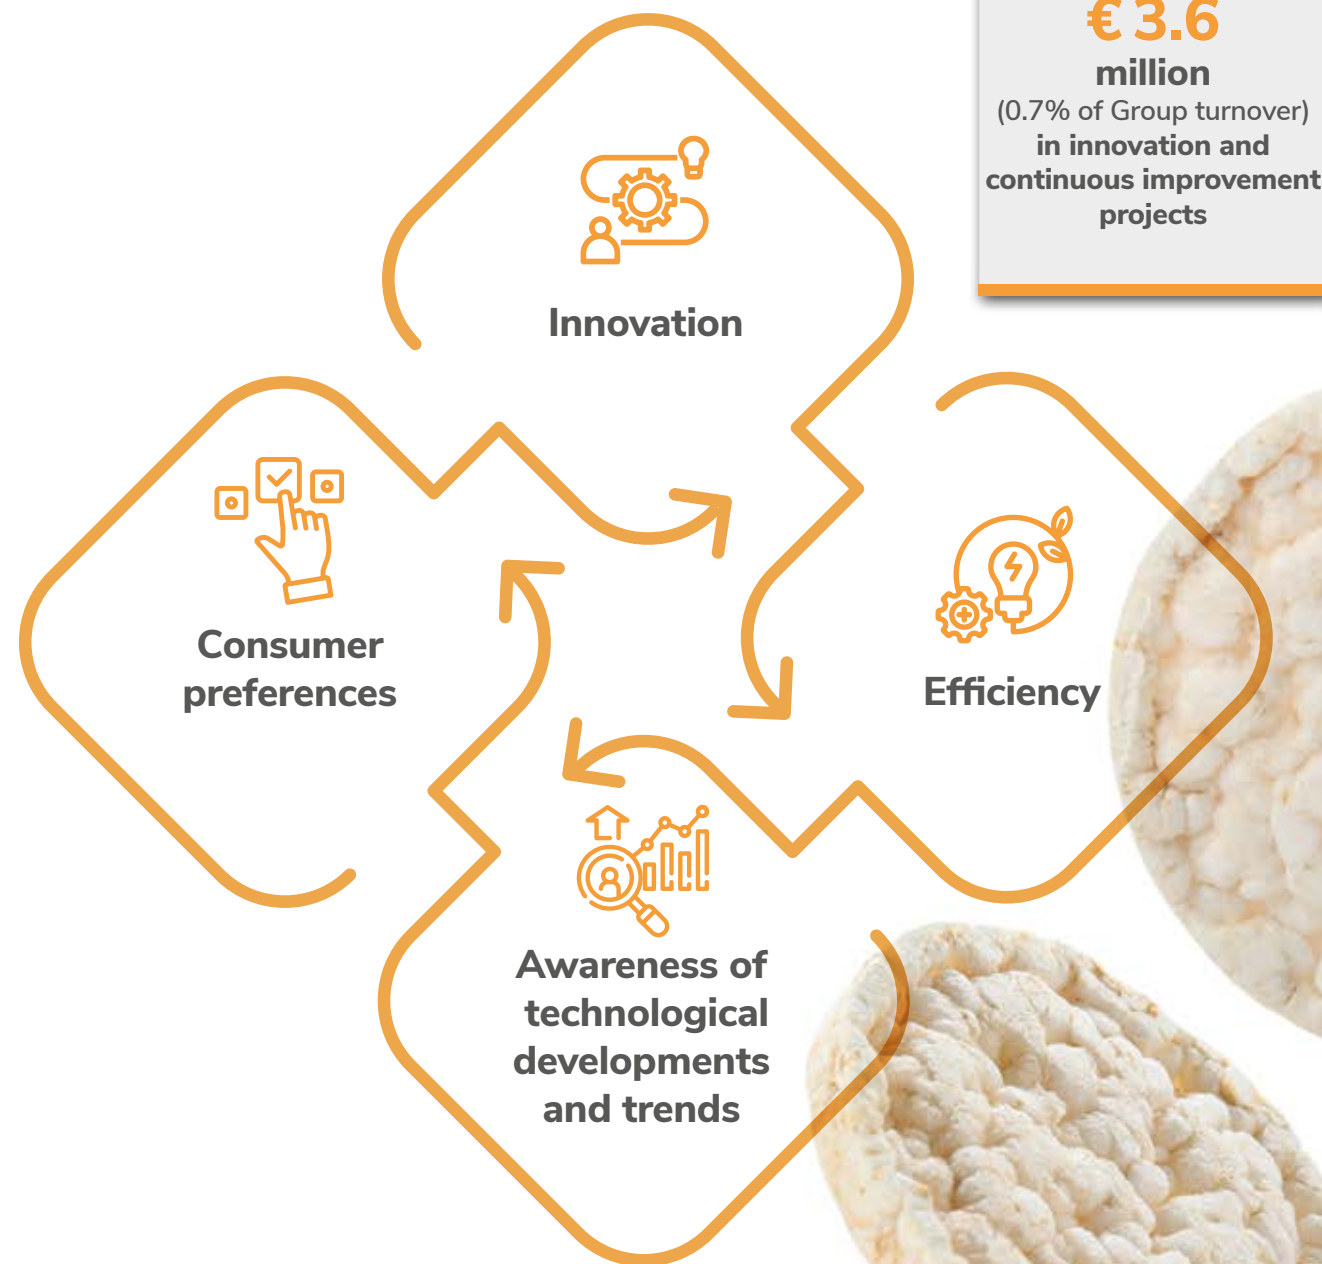 € 3.6
million
(0.7% of Group turnover)
in innovation and
continuous improvement
projects
Innovation
Consumer
preferences
Efficiency
Awareness of
technological
developments
and trends